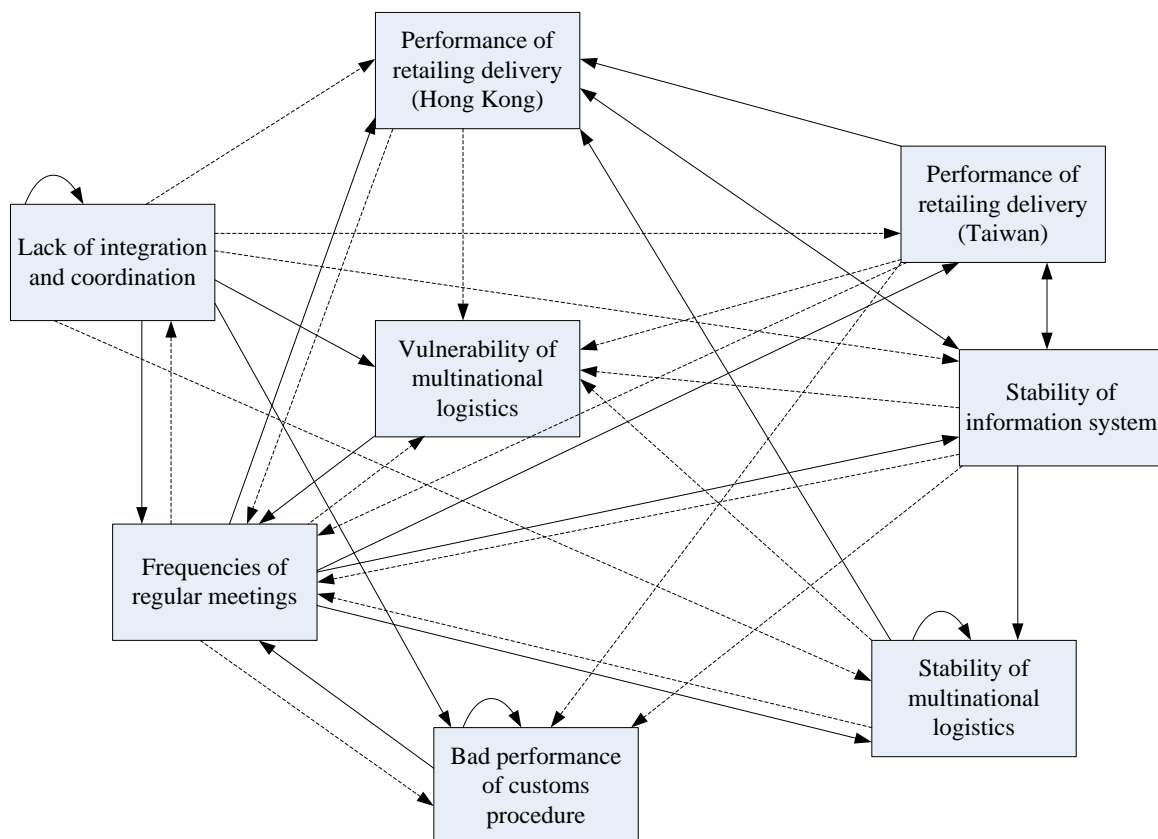 Performance of
retailing delivery
(Hong Kong)
Performance of
retailing delivery
(Taiwan)
Lack of integration
and coordination
Vulnerability of
multinational
logistics
Stability of
information system
Frequencies of
regular meetings
Stability of
multinational
logistics
Bad performance
of customs
procedure